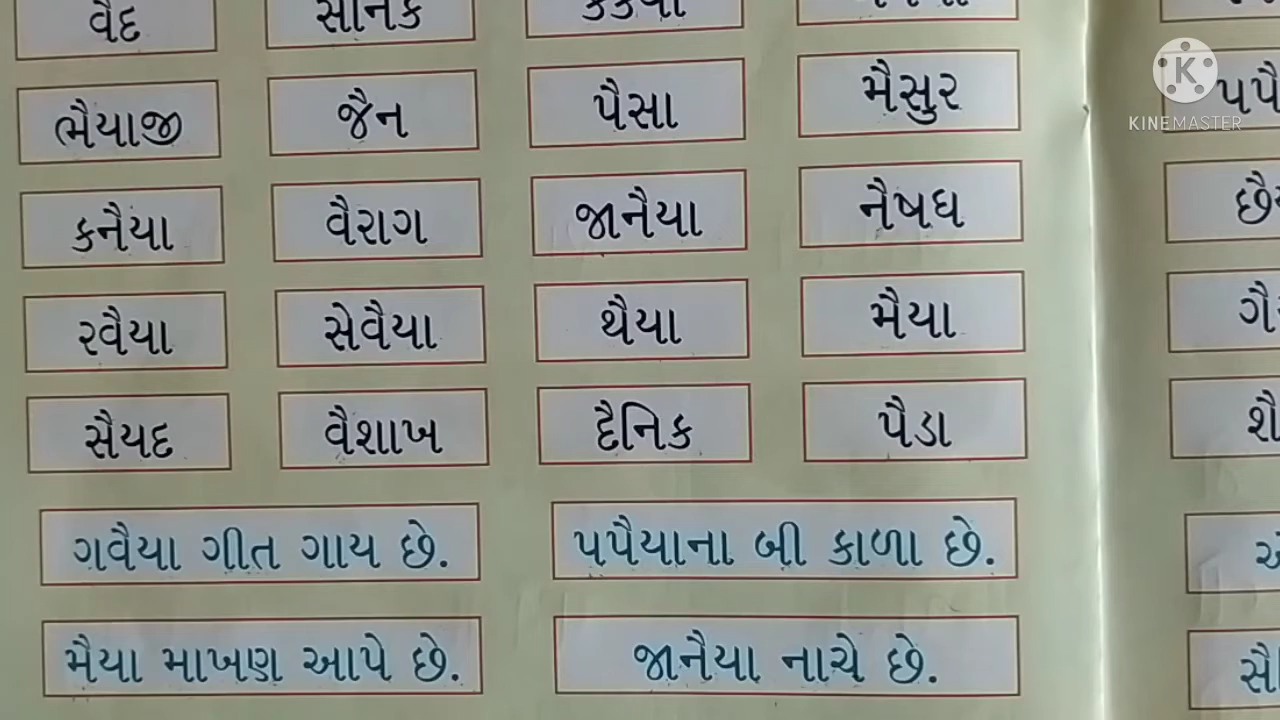 વૈદ સૈનિક
ભૈયાજી જૈન પૈસા મૈસુર
KINEMASTER
કનૈયા વૈરાગ જાનૈયા નૈષધ
રવૈયા સેવૈયા થૈયા મૈયા
સૈયદ વૈશાખ દૈનિક પૈડા
ગવૈયા ગીત ગાય છે. પપૈયાના બી કાળા છે.
મૈયા માખણ આપે છે. જાનૈયા નાચે છે.